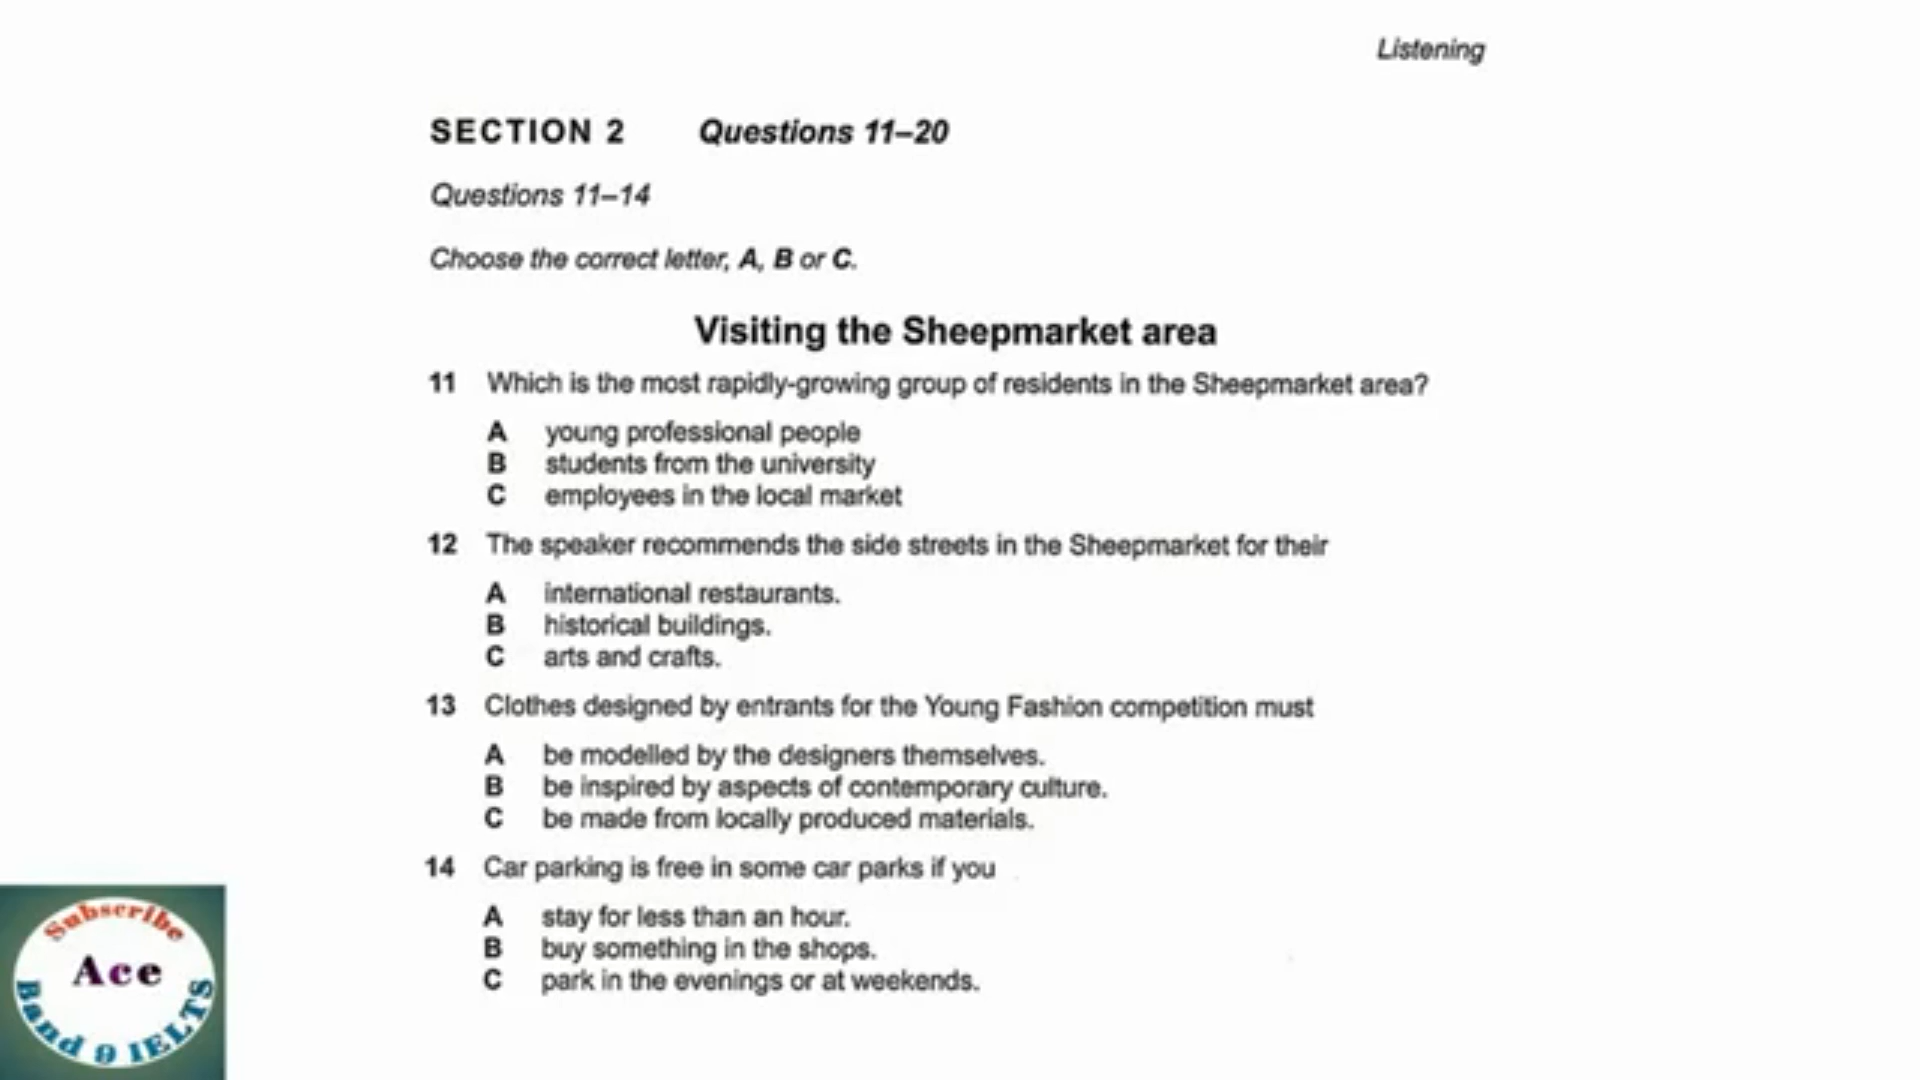 Listening
SECTION 2 Questions 11–20
Questions 11–14
Choose the correct letter, A, B or C.
Visiting the Sheepmarket area
11 Which is the most rapidly-growing group of residents in the Sheepmarket area?
A young professional people
B students from the university
C employees in the local market
12 The speaker recommends the side streets in the Sheepmarket for their
A international restaurants.
B historical buildings.
C arts and crafts.
13 Clothes designed by entrants for the Young Fashion competition must
A be modelled by the designers themselves.
B be inspired by aspects of contemporary culture.
C be made from locally produced materials.
14 Car parking is free in some car parks if you
A stay for less than an hour.
B buy something in the shops.
C park in the evenings or at weekends.
Subscribe
Ace
Band 9 IELTS